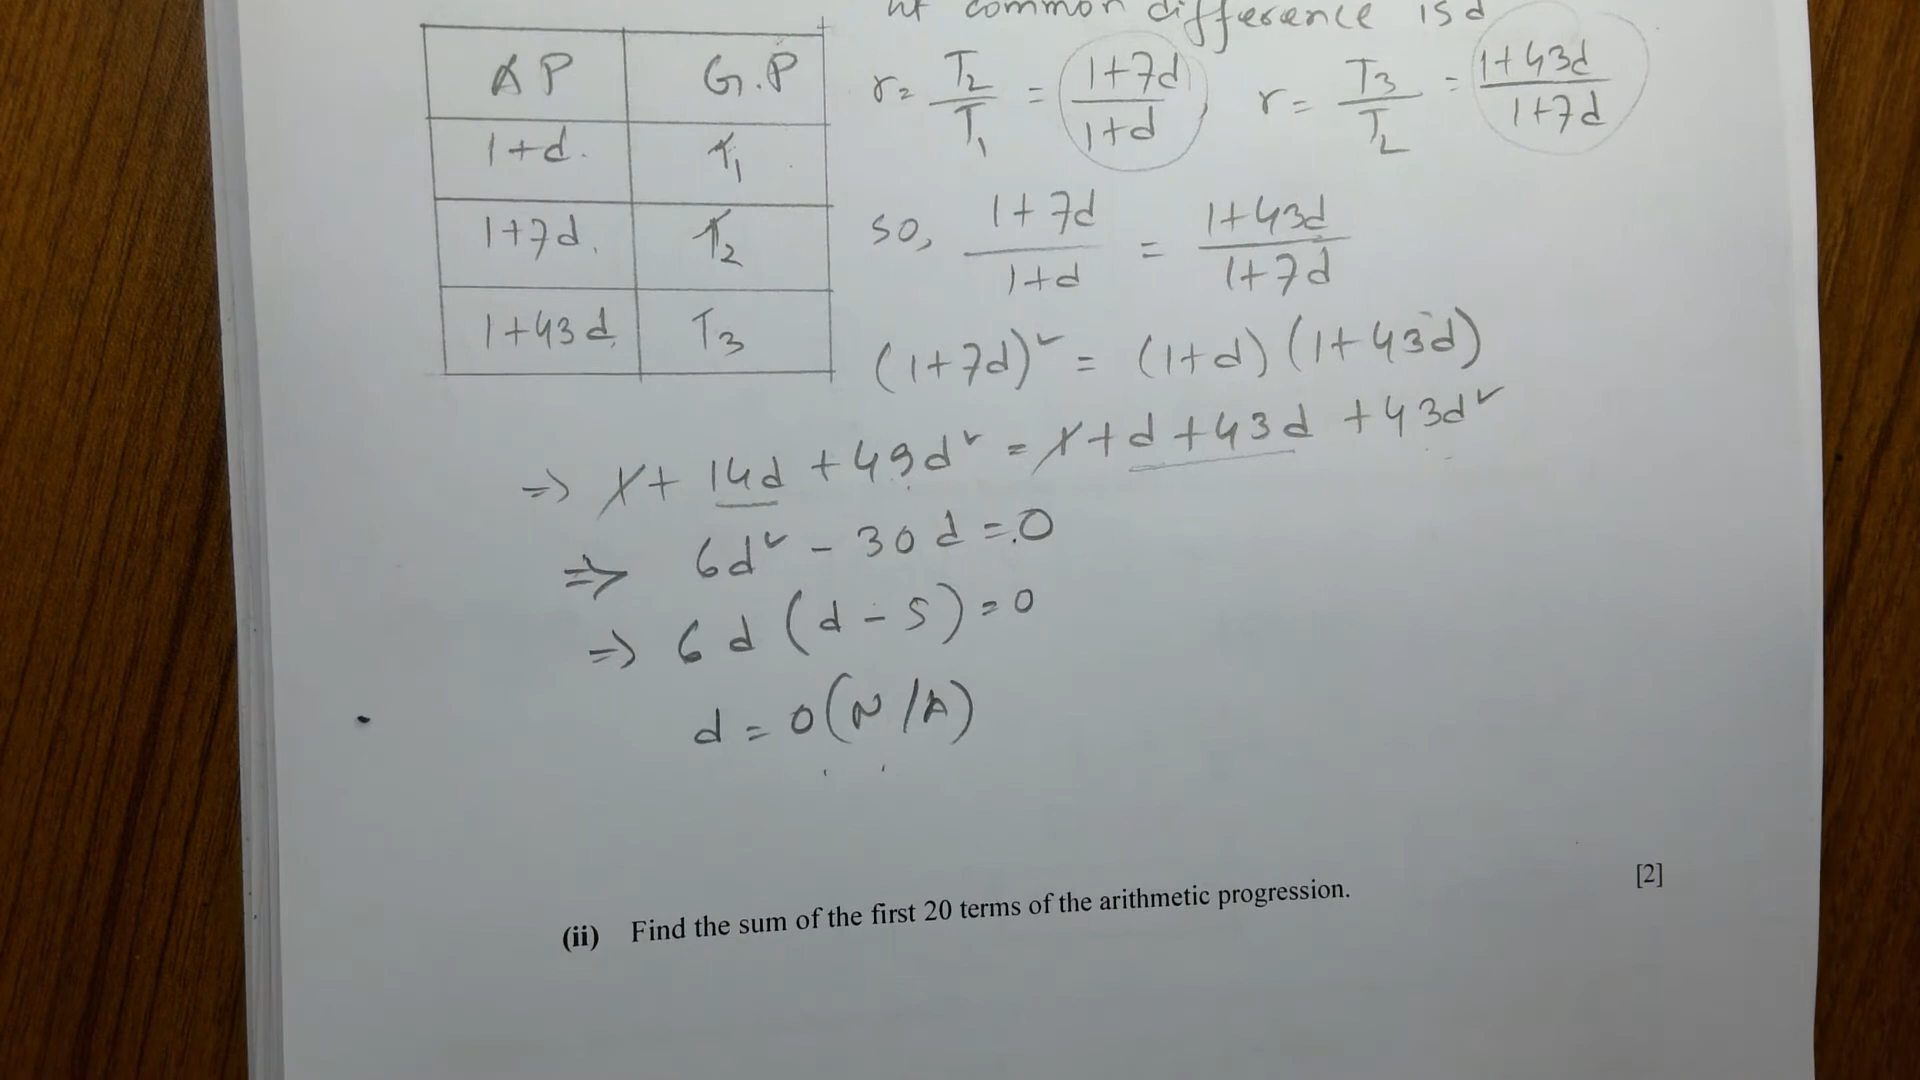 let common difference is d
AP G.P
1+d. T₁
1+7d. T₂
1+43d T₃
r = T₂/T₁ = (1+7d)/(1+d), r = T₃/T₂ = (1+43d)/(1+7d)
so, (1+7d)/(1+d) = (1+43d)/(1+7d)
(1+7d)² = (1+d)(1+43d)
=> 1+ 14d + 49d² = 1+d+43d +43d²
=> 6d² - 30d = 0
=> 6d(d-5) = 0
d = 0 (N/A)
[2]
(ii) Find the sum of the first 20 terms of the arithmetic progression.